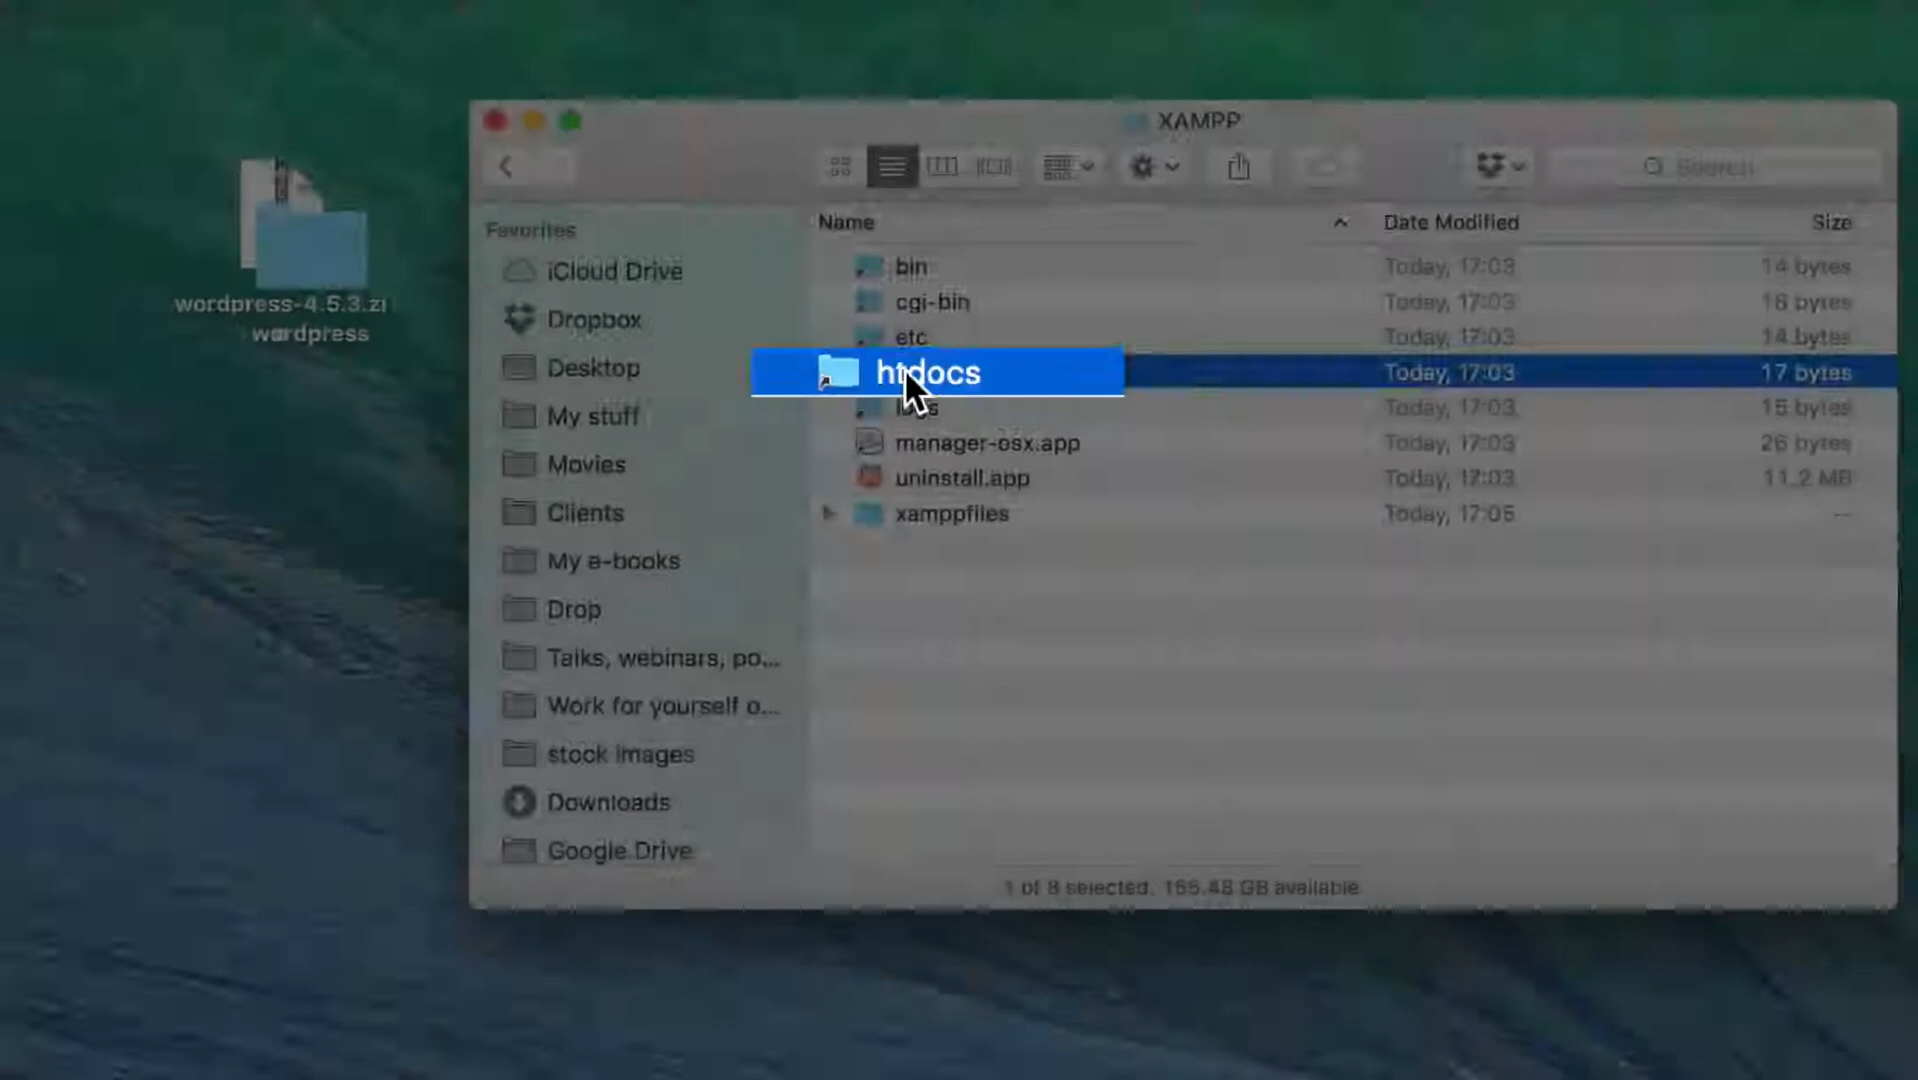 XAMPP
Search
wordpress-4.5.3.zi
wordpress
Favorites
iCloud Drive
Dropbox
Desktop
My stuff
Movies
Clients
My e-books
Drop
Talks, webinars, po...
Work for yourself o...
stock images
Downloads
Google Drive
Name Date Modified Size
bin Today, 17:03 14 bytes
cgi-bin Today, 17:03 18 bytes
etc Today, 17:03 14 bytes
htdocs Today, 17:03 17 bytes
Today, 17:03 15 bytes
manager-osx.app Today, 17:03 26 bytes
uninstall.app Today, 17:03 11.2 MB
xamppfiles Today, 17:05 --
1 of 8 selected, 155.48 GB available